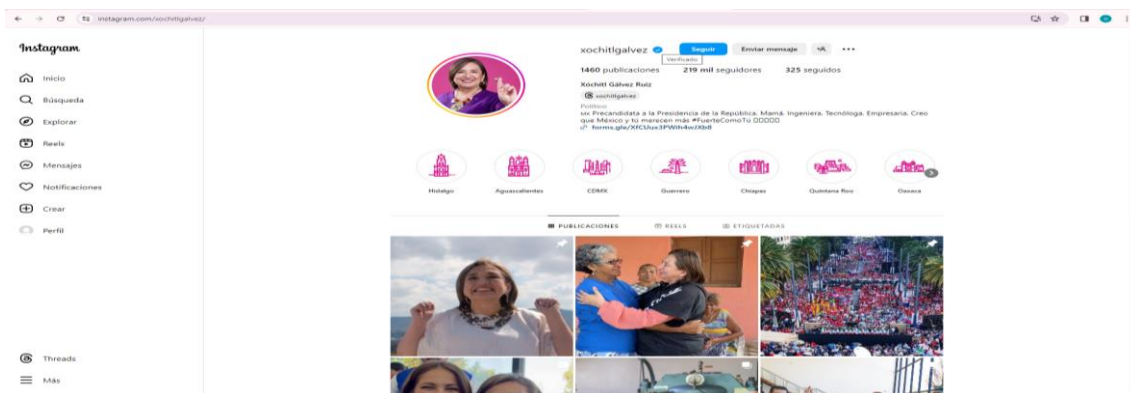 instagram.com/xochitlgalvez/
Instagram
Inicio
Búsqueda
Explorar
Reels
Mensajes
Notificaciones
Crear
Perfil
Threads
Más
xochitlgalvez Seguir Enviar mensaje
Verificado
1460 publicaciones 219 mil seguidores 325 seguidos
Xóchitl Gálvez Ruiz
xochitlgalvez
Político
MX Precandidata a la Presidencia de la República. Mamá. Ingeniera. Tecnóloga. Empresaria. Creo
que México y tú merecen más #FuerteComoTú
Hidalgo Aguascalientes CDMX Guerrero Chiapas Quintana Roo Oaxaca
PUBLICACIONES REELS ETIQUETADAS